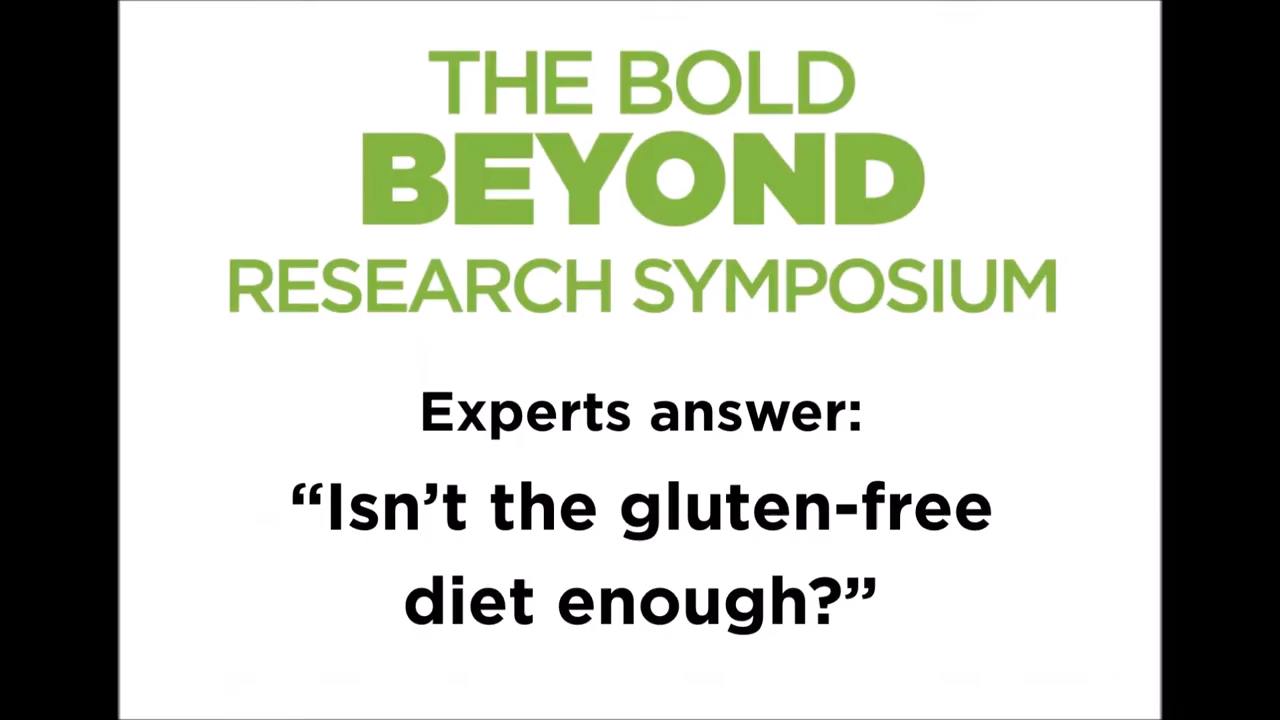 THE BOLD
BEYOND
RESEARCH SYMPOSIUM
Experts answer:
“Isn’t the gluten-free
diet enough?”